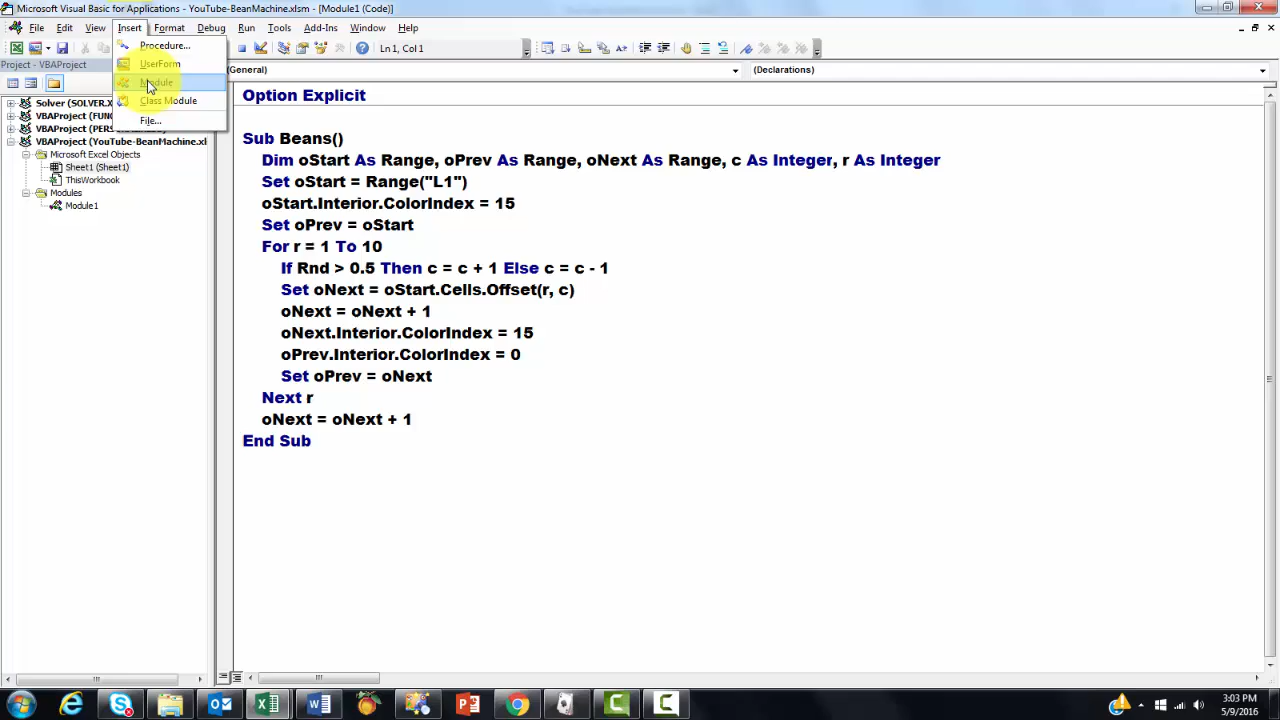 Microsoft Visual Basic for Applications - YouTube-BeanMachine.xlsm - [Module1 (Code)]
File Edit View Insert Format Debug Run Tools Add-Ins Window Help
Ln 1, Col 1
Procedure...
UserForm
Module
Class Module
File...
Project - VBAProject
(General)
(Declarations)
Solver (SOLVER.X
VBAProject (FUNC
VBAProject (PERS
VBAProject (YouTube-BeanMachine.xl
Microsoft Excel Objects
Sheet1 (Sheet1)
ThisWorkbook
Modules
Module1
Option Explicit
Sub Beans()
Dim oStart As Range, oPrev As Range, oNext As Range, c As Integer, r As Integer
Set oStart = Range("L1")
oStart.Interior.ColorIndex = 15
Set oPrev = oStart
For r = 1 To 10
If Rnd > 0.5 Then c = c + 1 Else c = c - 1
Set oNext = oStart.Cells.Offset(r, c)
oNext = oNext + 1
oNext.Interior.ColorIndex = 15
oPrev.Interior.ColorIndex = 0
Set oPrev = oNext
Next r
oNext = oNext + 1
End Sub
3:03 PM
5/9/2016